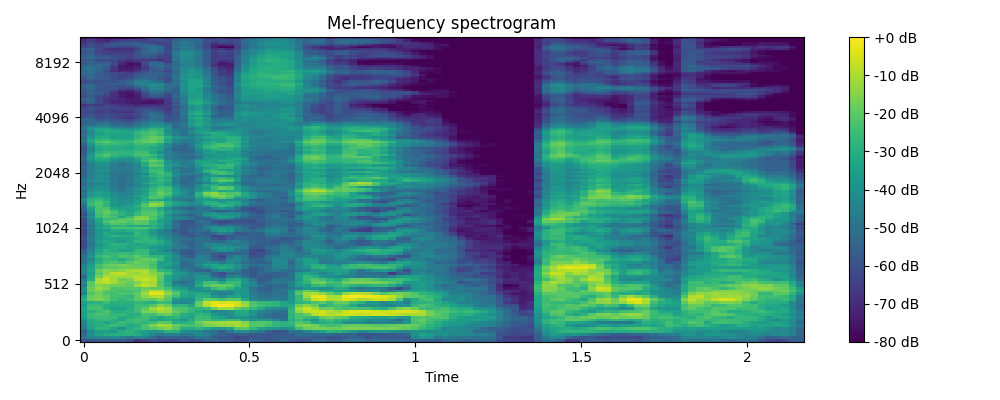 Mel-frequency spectrogram
Hz
8192
4096
2048
1024
512
0
0
0.5
1
1.5
2
Time
+0 dB
-10 dB
-20 dB
-30 dB
-40 dB
-50 dB
-60 dB
-70 dB
-80 dB